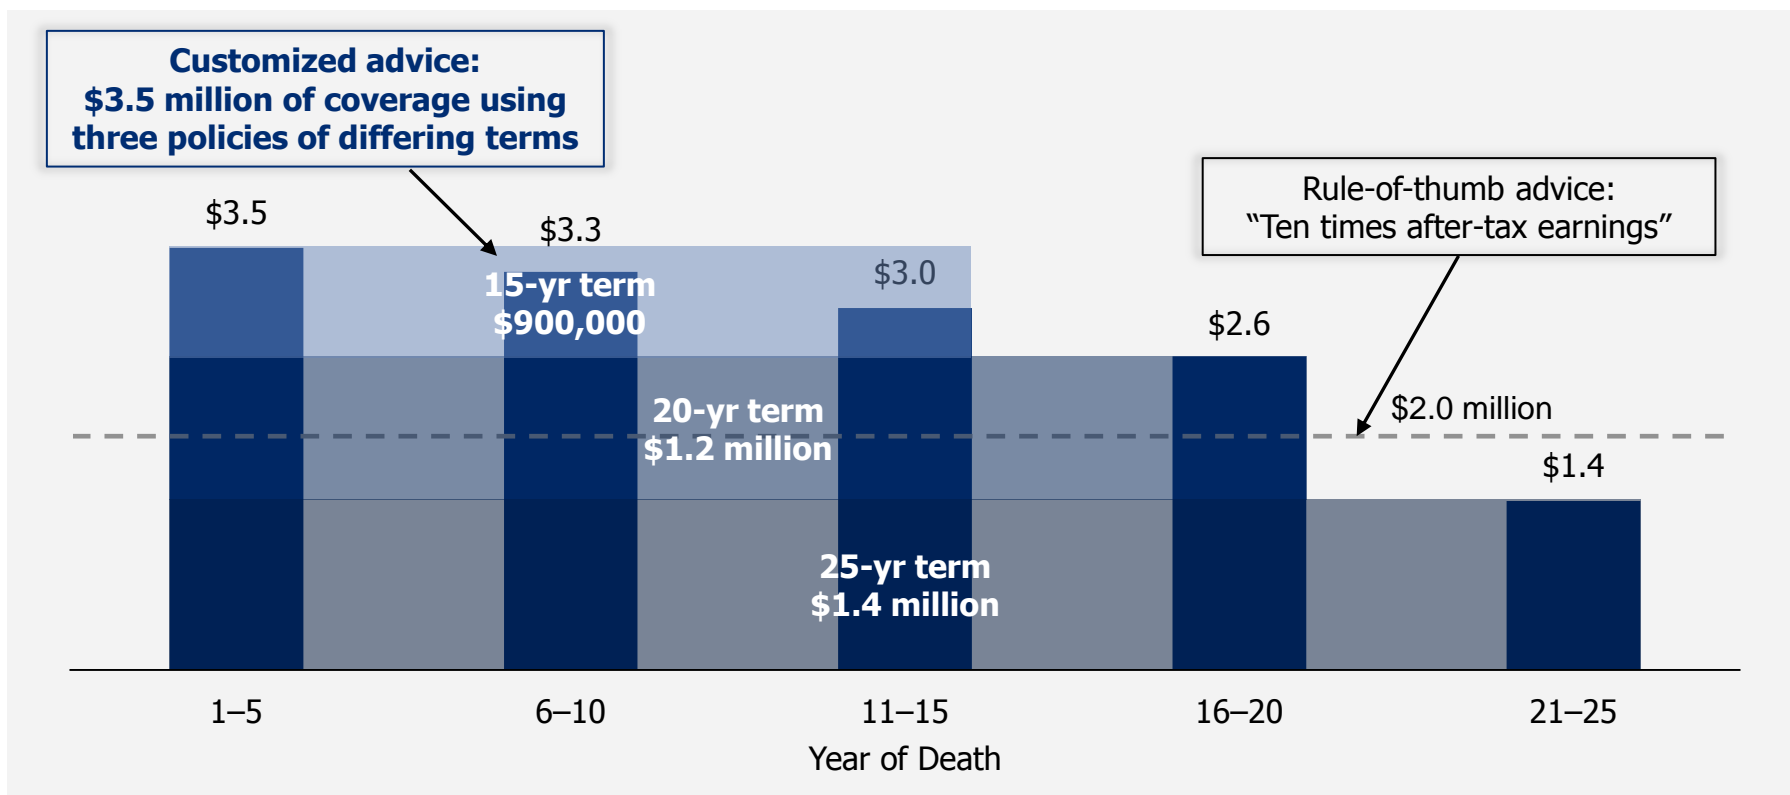 Customized advice:
$3.5 million of coverage using
three policies of differing terms
Rule-of-thumb advice:
“Ten times after-tax earnings”
$3.5
$3.3
$3.0
$2.6
$1.4
15-yr term
$900,000
20-yr term
$1.2 million
$2.0 million
25-yr term
$1.4 million
1–5
6–10
11–15
16–20
21–25
Year of Death